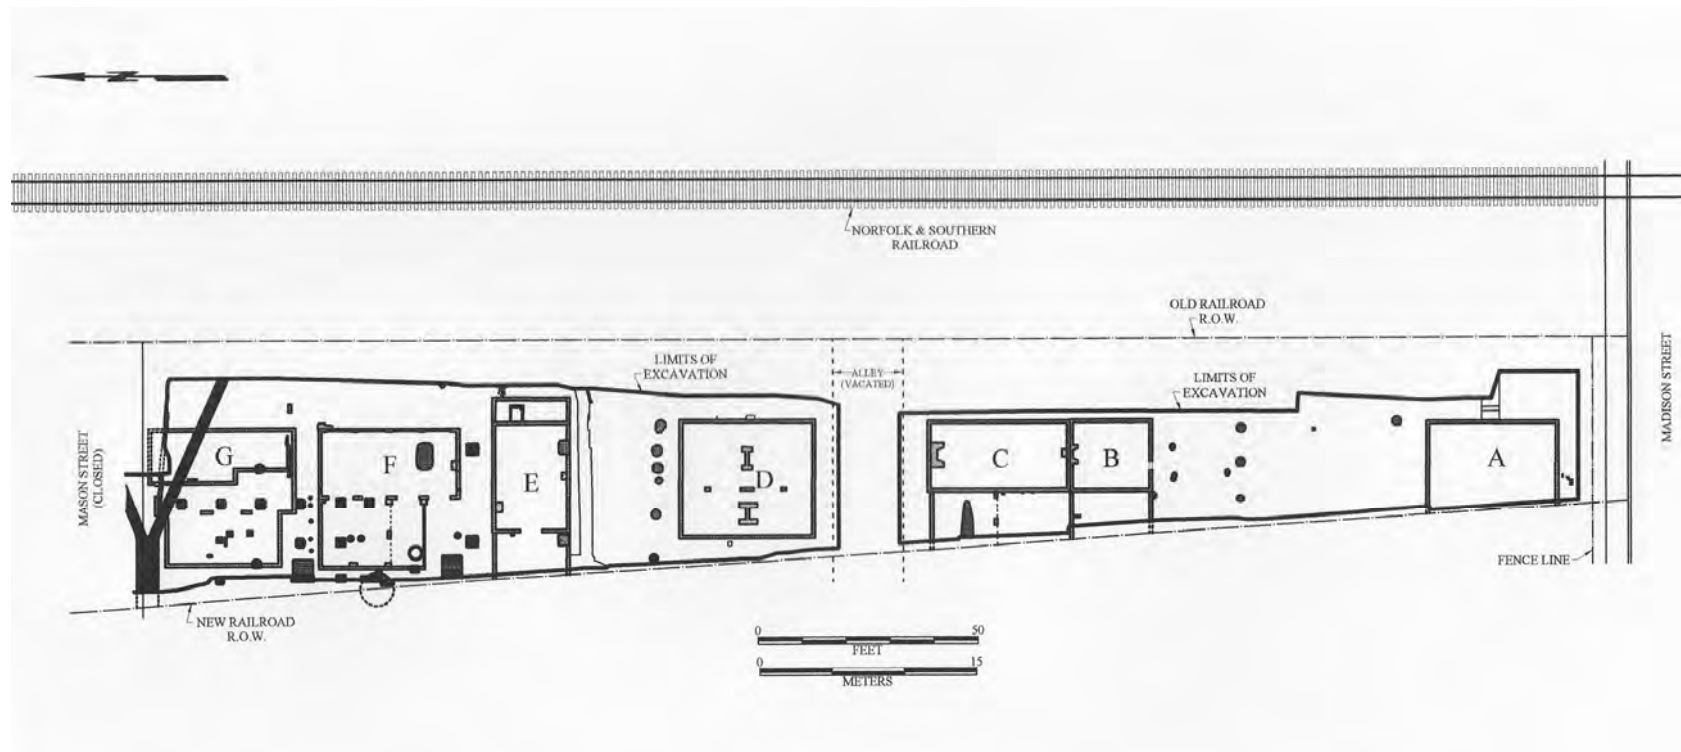 N
NORFOLK & SOUTHERN
RAILROAD
OLD RAILROAD
R.O.W.
LIMITS OF
EXCAVATION
ALLEY
(VACATED)
LIMITS OF
EXCAVATION
MADISON STREET
MASON STREET
(CLOSED)
G
F
E
D
C
B
A
FENCE LINE
NEW RAILROAD
R.O.W.
0 50
FEET
0 15
METERS